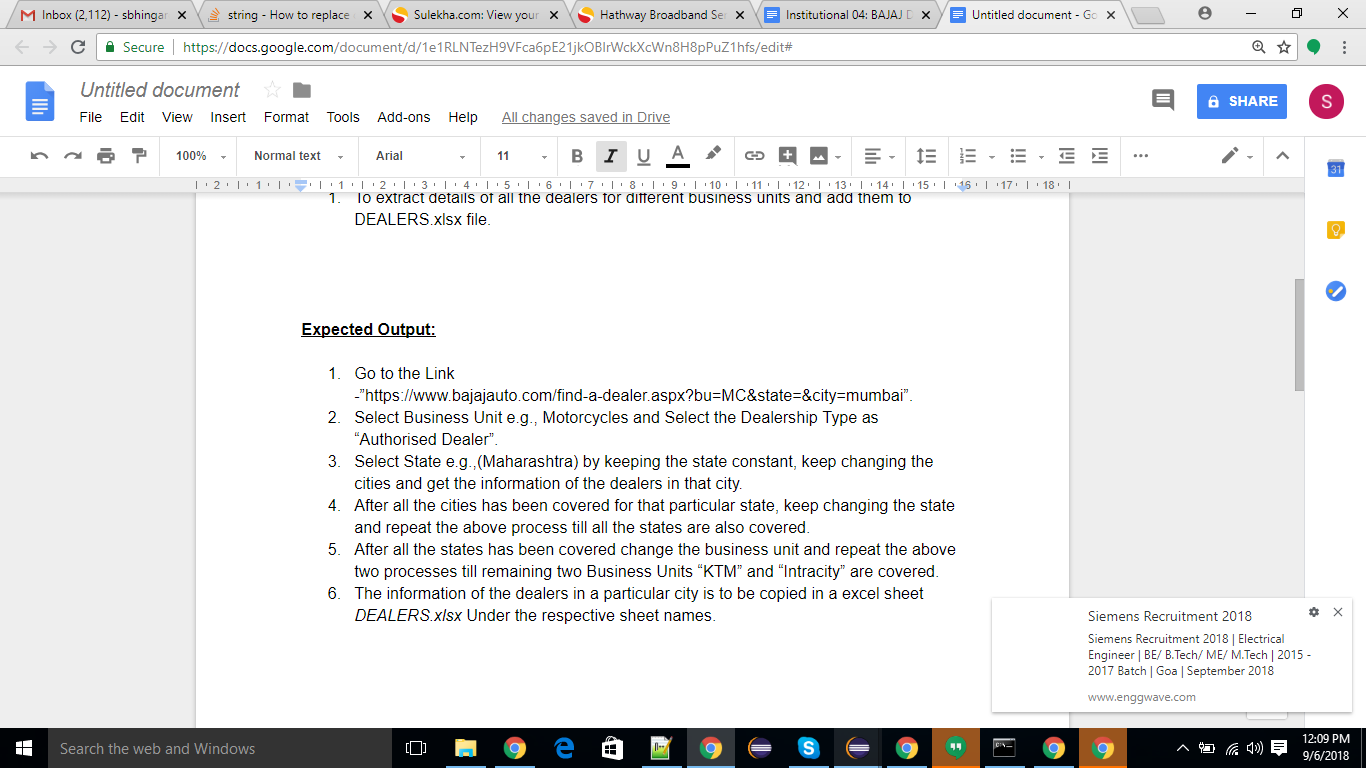 Inbox (2,112) - sbhingar
string - How to replace
Sulekha.com: View your
Hathway Broadband Ser
Institutional 04: BAJAJ D
Untitled document - Go
Secure
https://docs.google.com/document/d/1e1RLNTezH9VFca6pE21jkOBIrWckXcWn8H8pPuZ1hfs/edit#
Untitled document
File Edit View Insert Format Tools Add-ons Help All changes saved in Drive
SHARE
S
100% Normal text Arial 11 B I U A
2 1 1 2 3 4 5 6 7 8 9 10 11 12 13 14 15 16 17 18
31
1. To extract details of all the dealers for different business units and add them to
DEALERS.xlsx file.
Expected Output:
1. Go to the Link
-”https://www.bajajauto.com/find-a-dealer.aspx?bu=MC&state=&city=mumbai”.
2. Select Business Unit e.g., Motorcycles and Select the Dealership Type as
“Authorised Dealer”.
3. Select State e.g.,(Maharashtra) by keeping the state constant, keep changing the
cities and get the information of the dealers in that city.
4. After all the cities has been covered for that particular state, keep changing the state
and repeat the above process till all the states are also covered.
5. After all the states has been covered change the business unit and repeat the above
two processes till remaining two Business Units “KTM” and “Intracity” are covered.
6. The information of the dealers in a particular city is to be copied in a excel sheet
DEALERS.xlsx Under the respective sheet names.
Siemens Recruitment 2018
Siemens Recruitment 2018 | Electrical
Engineer | BE/ B.Tech/ ME/ M.Tech | 2015 -
2017 Batch | Goa | September 2018
www.enggwave.com
Search the web and Windows
12:09 PM
9/6/2018